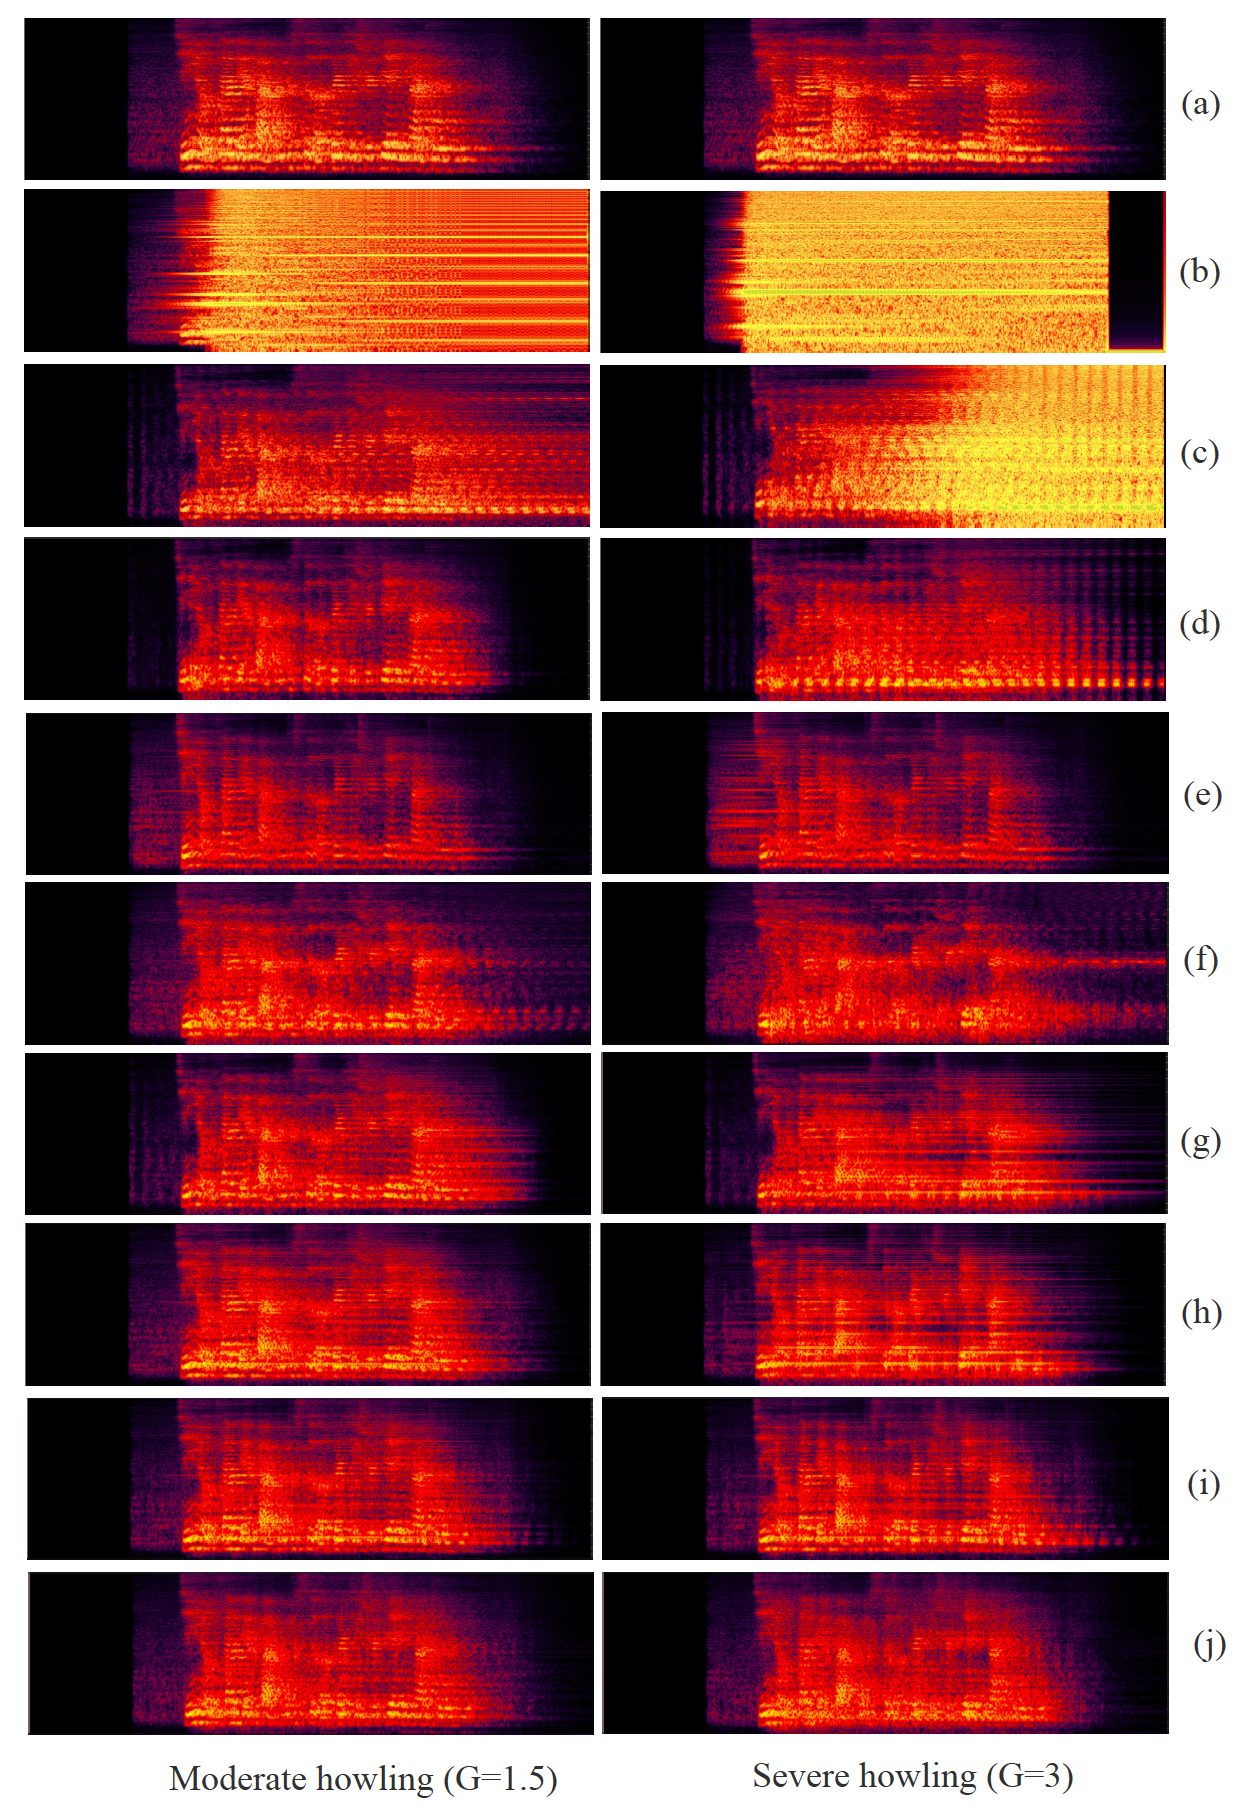 (a)
(b)
(c)
(d)
(e)
(f)
(g)
(h)
(i)
(j)
Moderate howling (G=1.5)
Severe howling (G=3)